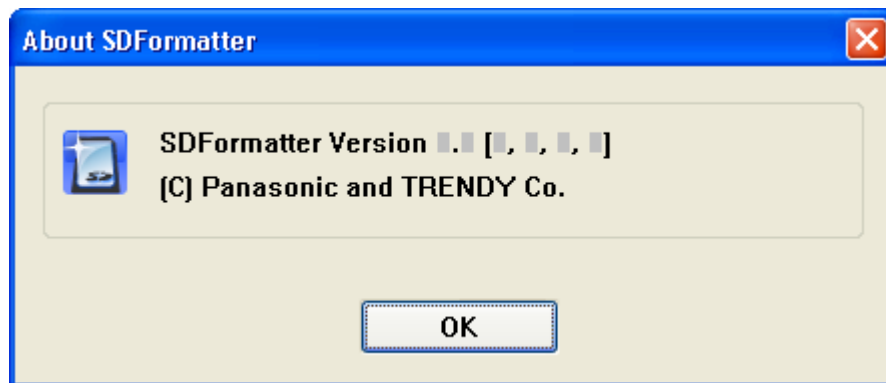 About SDFormatter
SDFormatter Version . [, , , ]
(C) Panasonic and TRENDY Co.
OK